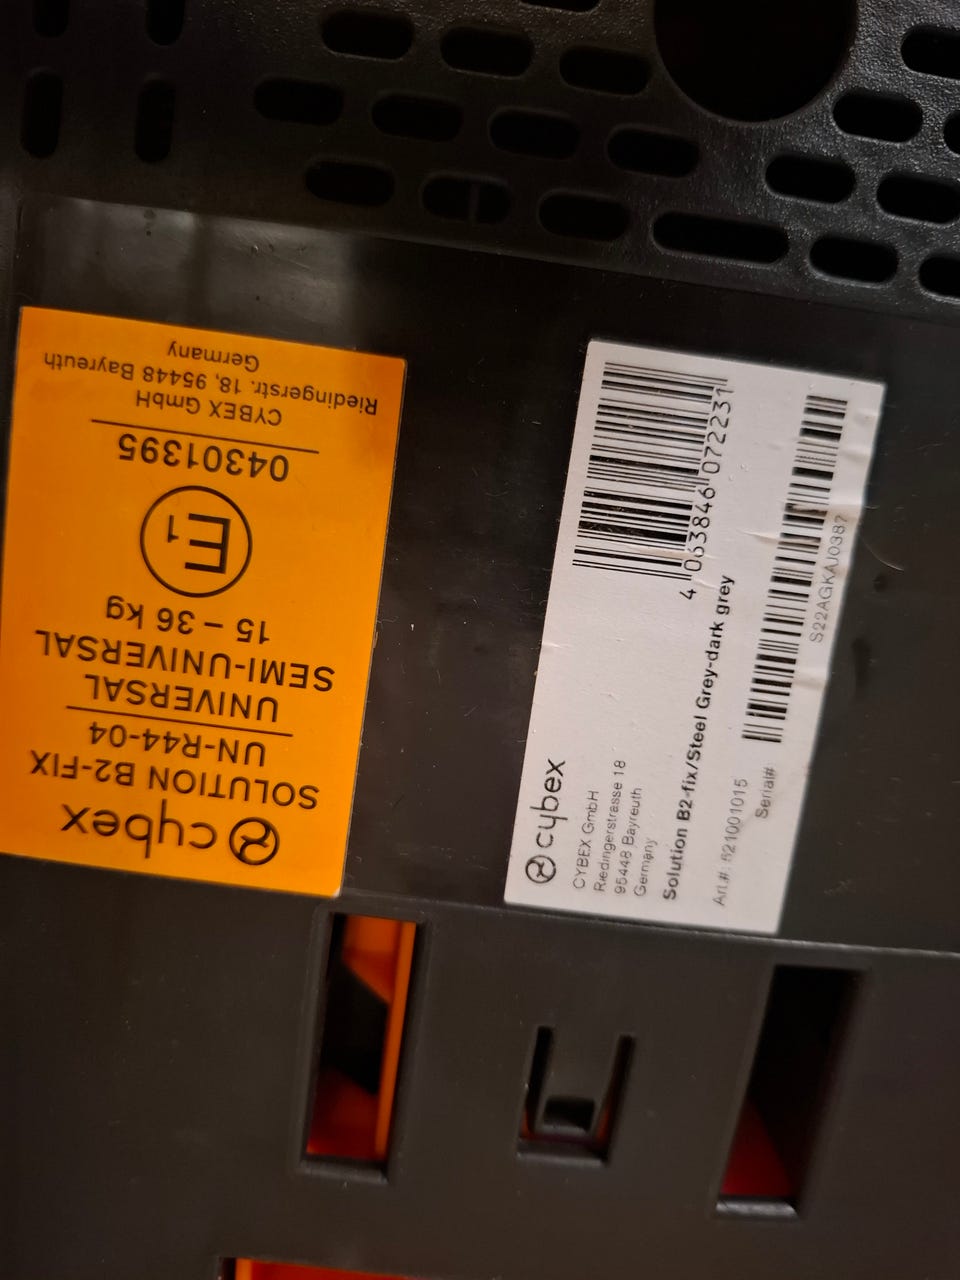 cybex
SOLUTION B2-FIX
UN-R44-04
UNIVERSAL
SEMI-UNIVERSAL
15 – 36 kg
E1
04301395
CYBEX GmbH
Riedingerstr. 18, 95448 Bayreuth
Germany
cybex
CYBEX GmbH
Riedingerstrasse 18
95448 Bayreuth
Germany
4 063846 072231
Solution B2-fix/Steel Grey-dark grey
Art.#: 521001015
Serial#
S22AGKAJ0387